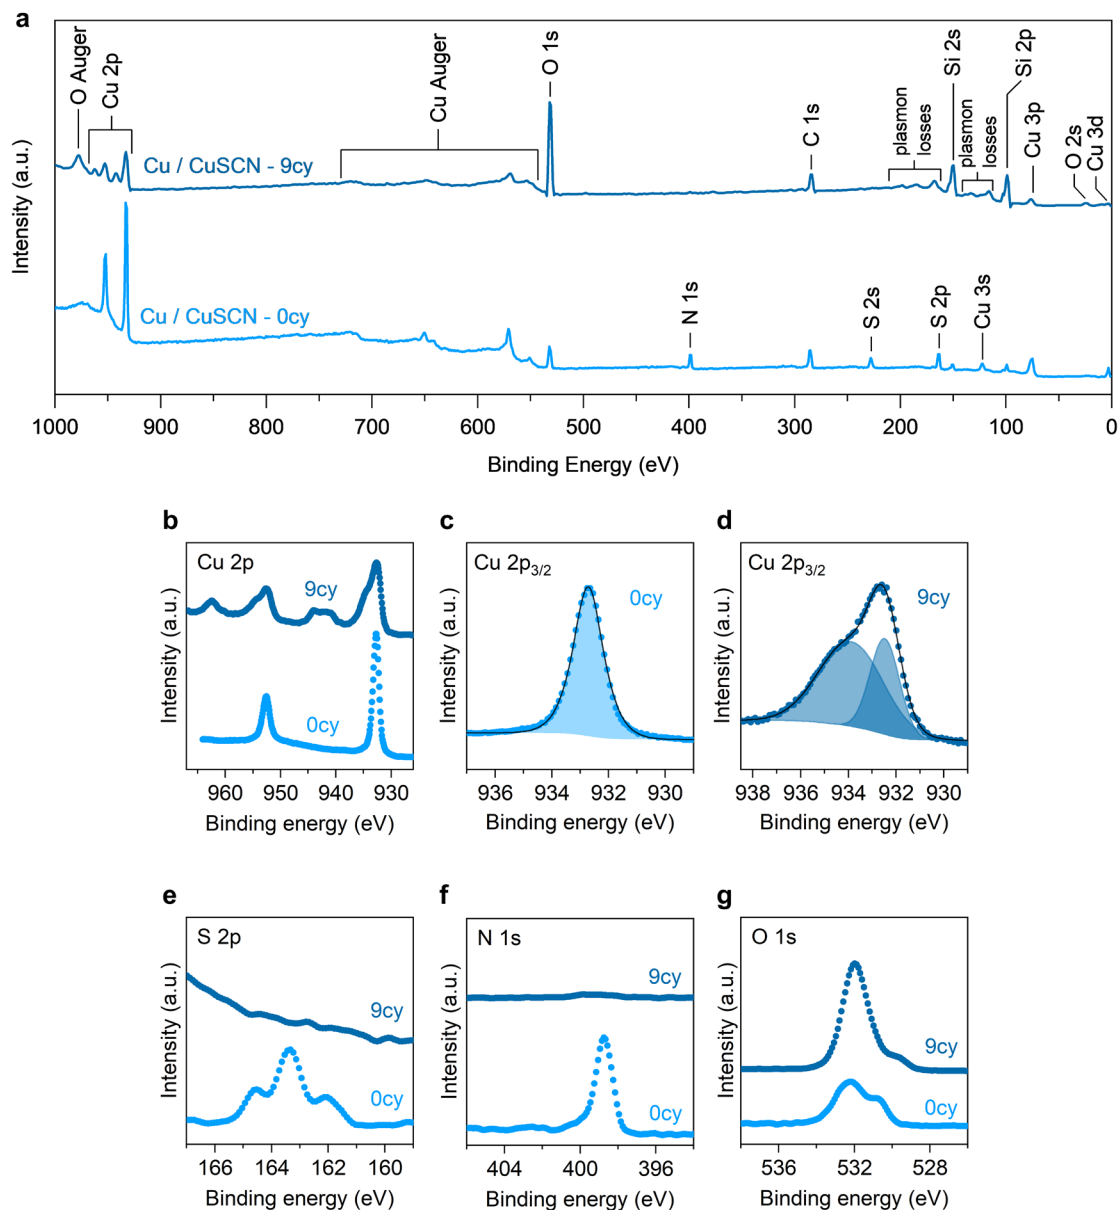 a
Intensity (a.u.)
O Auger
Cu 2p
Cu Auger
O 1s
C 1s
plasmon
losses
Si 2s
plasmon
losses
Si 2p
Cu 3p
O 2s
Cu 3d
Cu / CuSCN - 9cy
Cu / CuSCN - 0cy
N 1s
S 2s
S 2p
Cu 3s
1000 900 800 700 600 500 400 300 200 100 0
Binding Energy (eV)
b
Cu 2p
9cy
0cy
Intensity (a.u.)
960 950 940 930
Binding energy (eV)
c
Cu 2p3/2
0cy
Intensity (a.u.)
936 934 932 930
Binding energy (eV)
d
Cu 2p3/2
9cy
Intensity (a.u.)
938 936 934 932 930
Binding energy (eV)
e
S 2p
9cy
0cy
Intensity (a.u.)
166 164 162 160
Binding energy (eV)
f
N 1s
9cy
0cy
Intensity (a.u.)
404 400 396
Binding energy (eV)
g
O 1s
9cy
0cy
Intensity (a.u.)
536 532 528
Binding energy (eV)